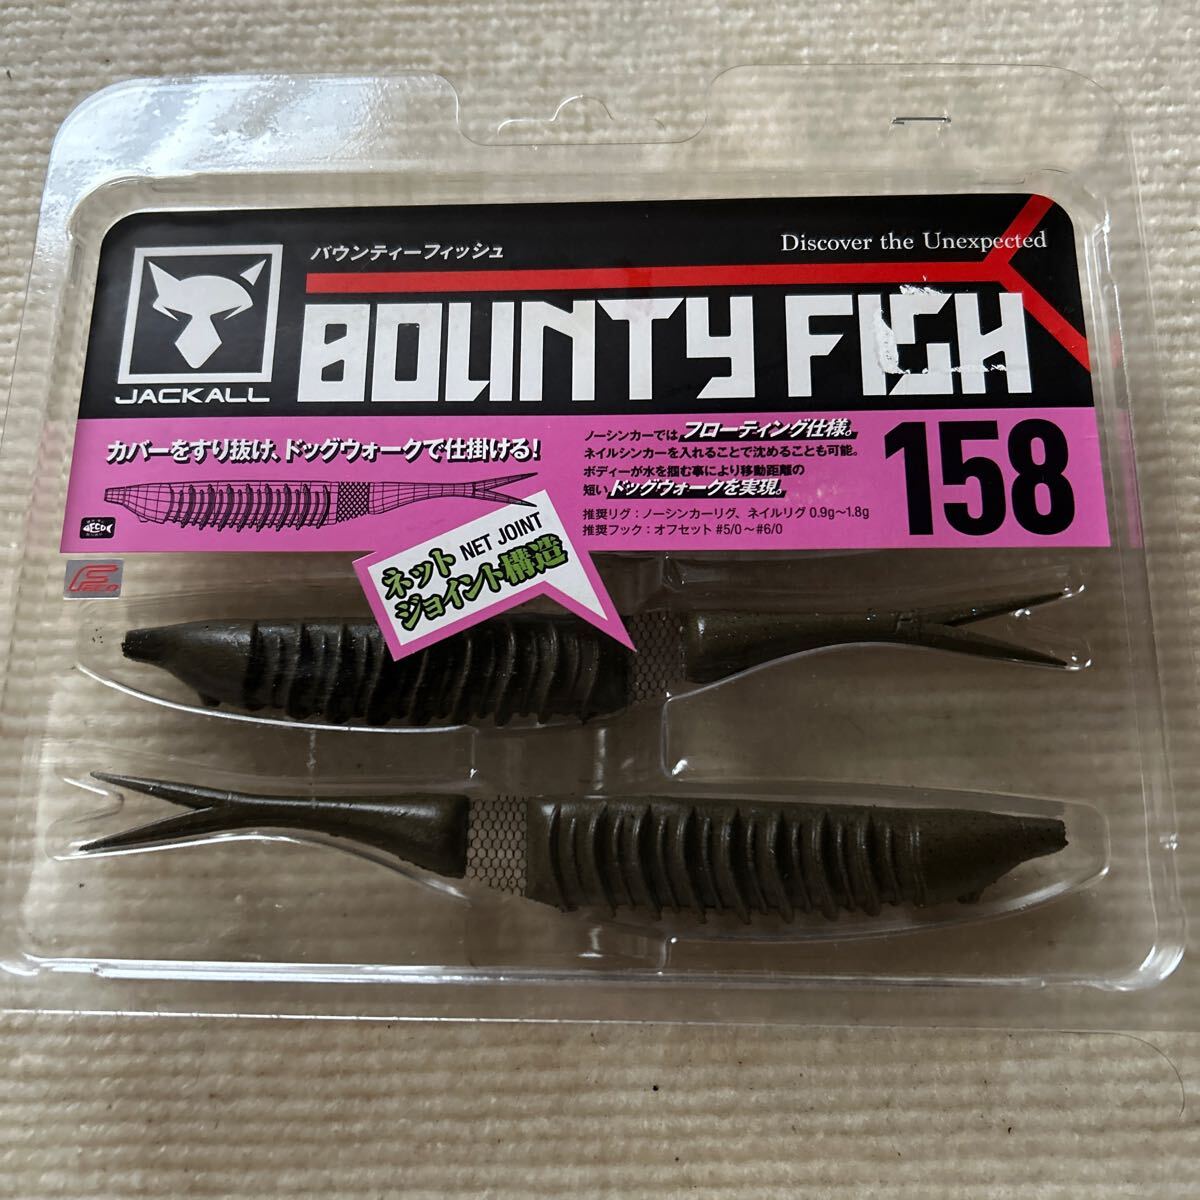 バウンティーフィッシュ
Discover the Unexpected
BOUNTY FISH
JACKALL
カバーをすり抜け、ドッグウォークで仕掛ける!
ノーシンカーではフローティング仕様。
ネイルシンカーを入れることで沈めることも可能。
ボディーが水を掴む事により移動距離の
短いドッグウォークを実現。
推奨リグ：ノーシンカーリグ、ネイルリグ 0.9g〜1.8g
推奨フック：オフセット #5/0〜#6/0
158
ネット NET JOINT
ジョイント構造
FECO